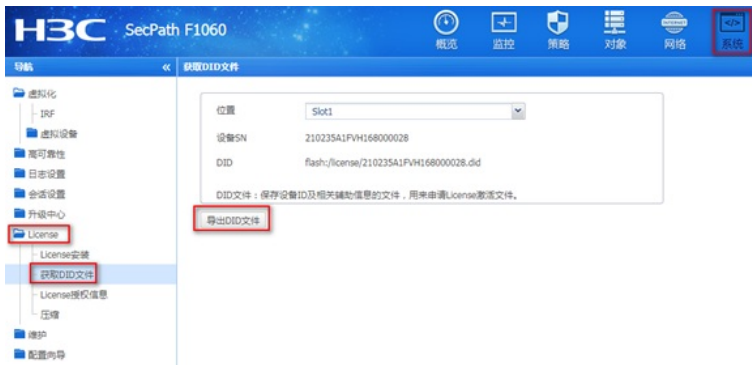 H3C SecPath F1060
概览 监控 策略 对象 网络 系统
导航 «
获取DID文件
虚拟化
IRF
虚拟设备
高可靠性
日志设置
会话设置
升级中心
License
License安装
获取DID文件
License授权信息
压缩
维护
配置向导
位置 Slot1
设备SN 210235A1FVH168000028
DID flash:/license/210235A1FVH168000028.did
DID文件：保存设备ID及相关辅助信息的文件，用来申请License激活文件。
导出DID文件